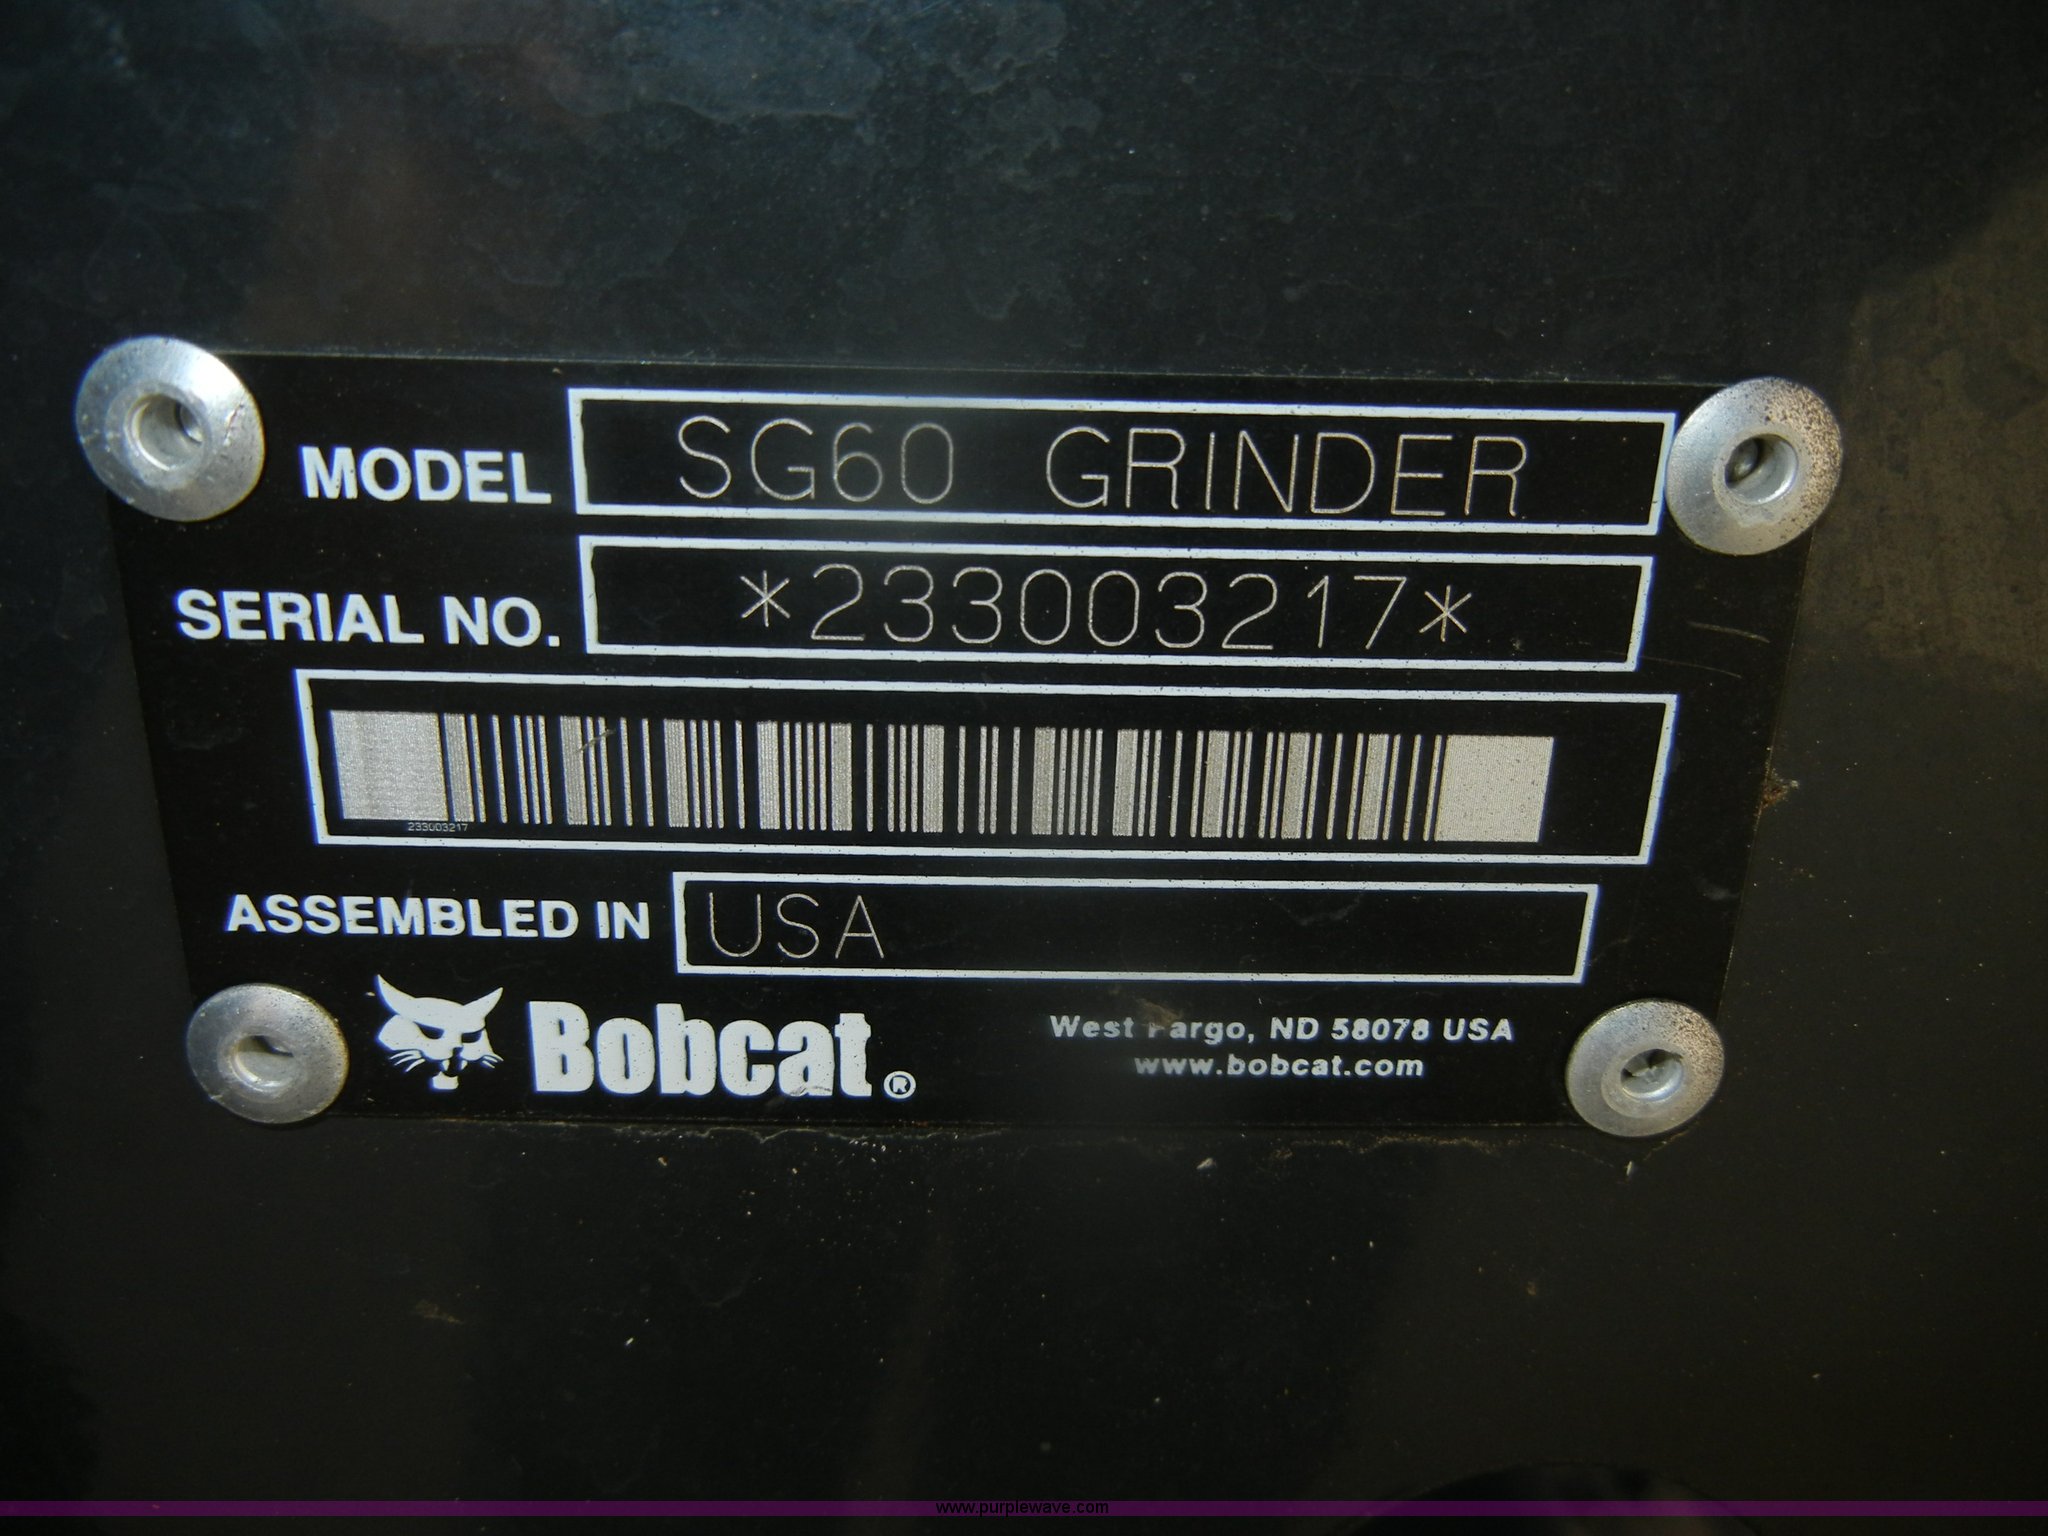 MODEL SG60 GRINDER
SERIAL NO. *233003217*
233003217
ASSEMBLED IN USA
Bobcat®
West Fargo, ND 58078 USA
www.bobcat.com
www.purplewave.com